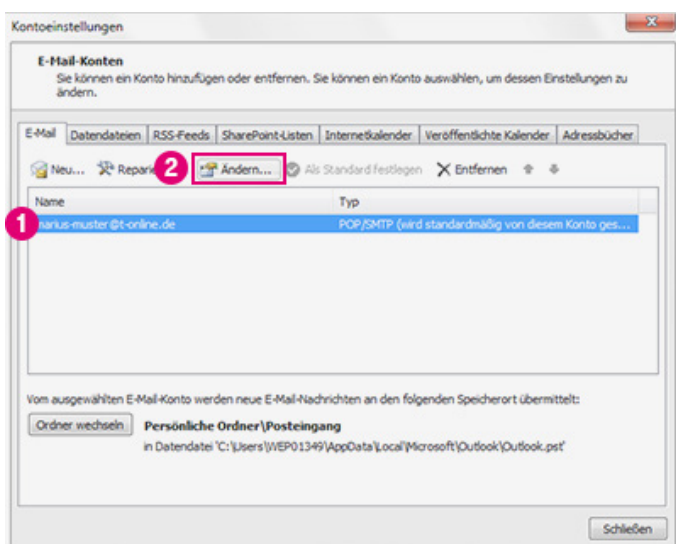 Kontoeinstellungen
E-Mail-Konten
Sie können ein Konto hinzufügen oder entfernen. Sie können ein Konto auswählen, um dessen Einstellungen zu
ändern.
E-Mail Datendateien RSS-Feeds SharePoint-Listen Internetkalender Veröffentlichte Kalender Adressbücher
Neu... 2 Ändern... Als Standard festlegen Entfernen
Name Typ
1 marius-muster@t-online.de POP/SMTP (wird standardmäßig von diesem Konto ges...
Vom ausgewählten E-Mail-Konto werden neue E-Mail-Nachrichten an den folgenden Speicherort übermittelt:
Ordner wechseln Persönliche Ordner\Posteingang
in Datendatei 'C:\Users\WEP01349\AppData\Local\Microsoft\Outlook\Outlook.pst'
Schließen